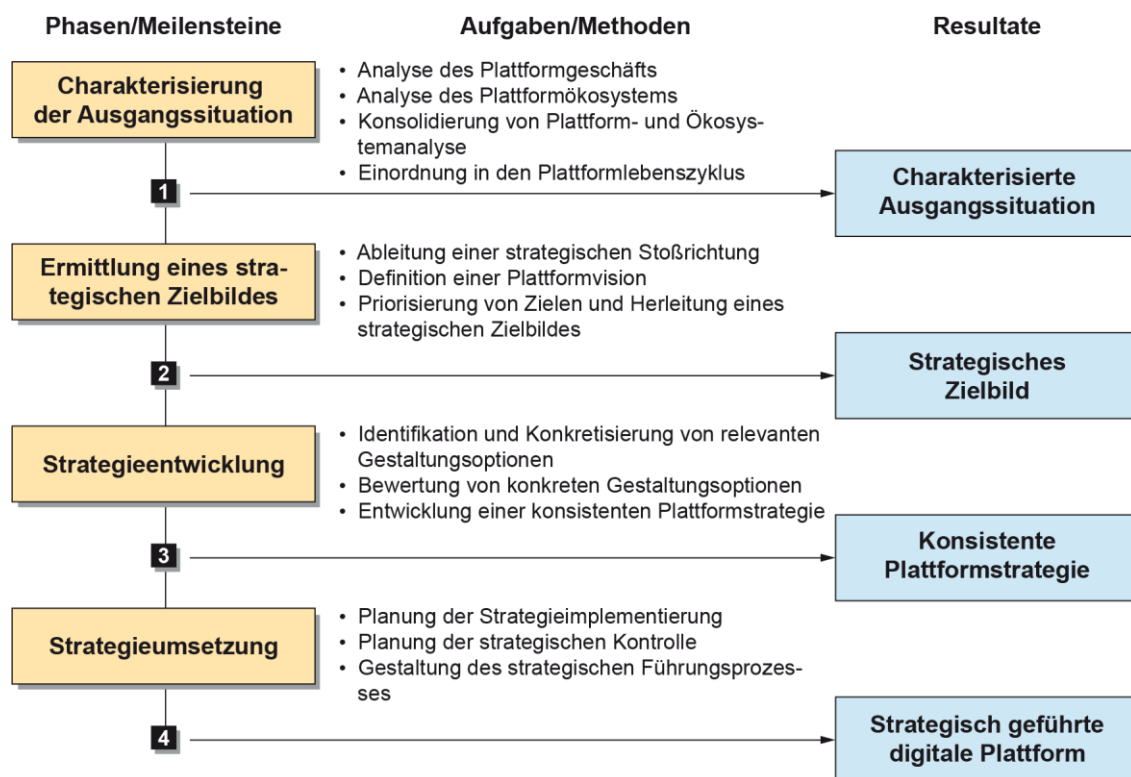 Phasen/Meilensteine
Aufgaben/Methoden
Resultate
Charakterisierung
der Ausgangssituation
• Analyse des Plattformgeschäfts
• Analyse des Plattformökosystems
• Konsolidierung von Plattform- und Ökosys-
temanalyse
• Einordnung in den Plattformlebenszyklus
1
Charakterisierte
Ausgangssituation
Ermittlung eines stra-
tegischen Zielbildes
• Ableitung einer strategischen Stoßrichtung
• Definition einer Plattformvision
• Priorisierung von Zielen und Herleitung eines
strategischen Zielbildes
2
Strategisches
Zielbild
Strategieentwicklung
• Identifikation und Konkretisierung von relevanten
Gestaltungsoptionen
• Bewertung von konkreten Gestaltungsoptionen
• Entwicklung einer konsistenten Plattformstrategie
3
Konsistente
Plattformstrategie
Strategieumsetzung
• Planung der Strategieimplementierung
• Planung der strategischen Kontrolle
• Gestaltung des strategischen Führungsprozes-
ses
4
Strategisch geführte
digitale Plattform